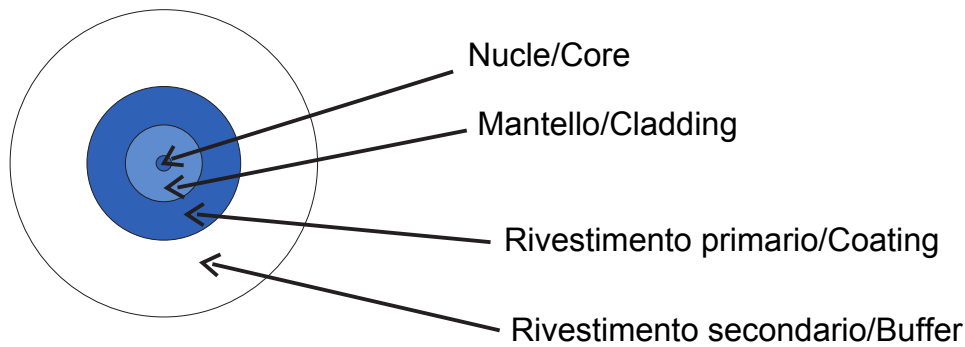 Nucle/Core
Mantello/Cladding
Rivestimento primario/Coating
Rivestimento secondario/Buffer